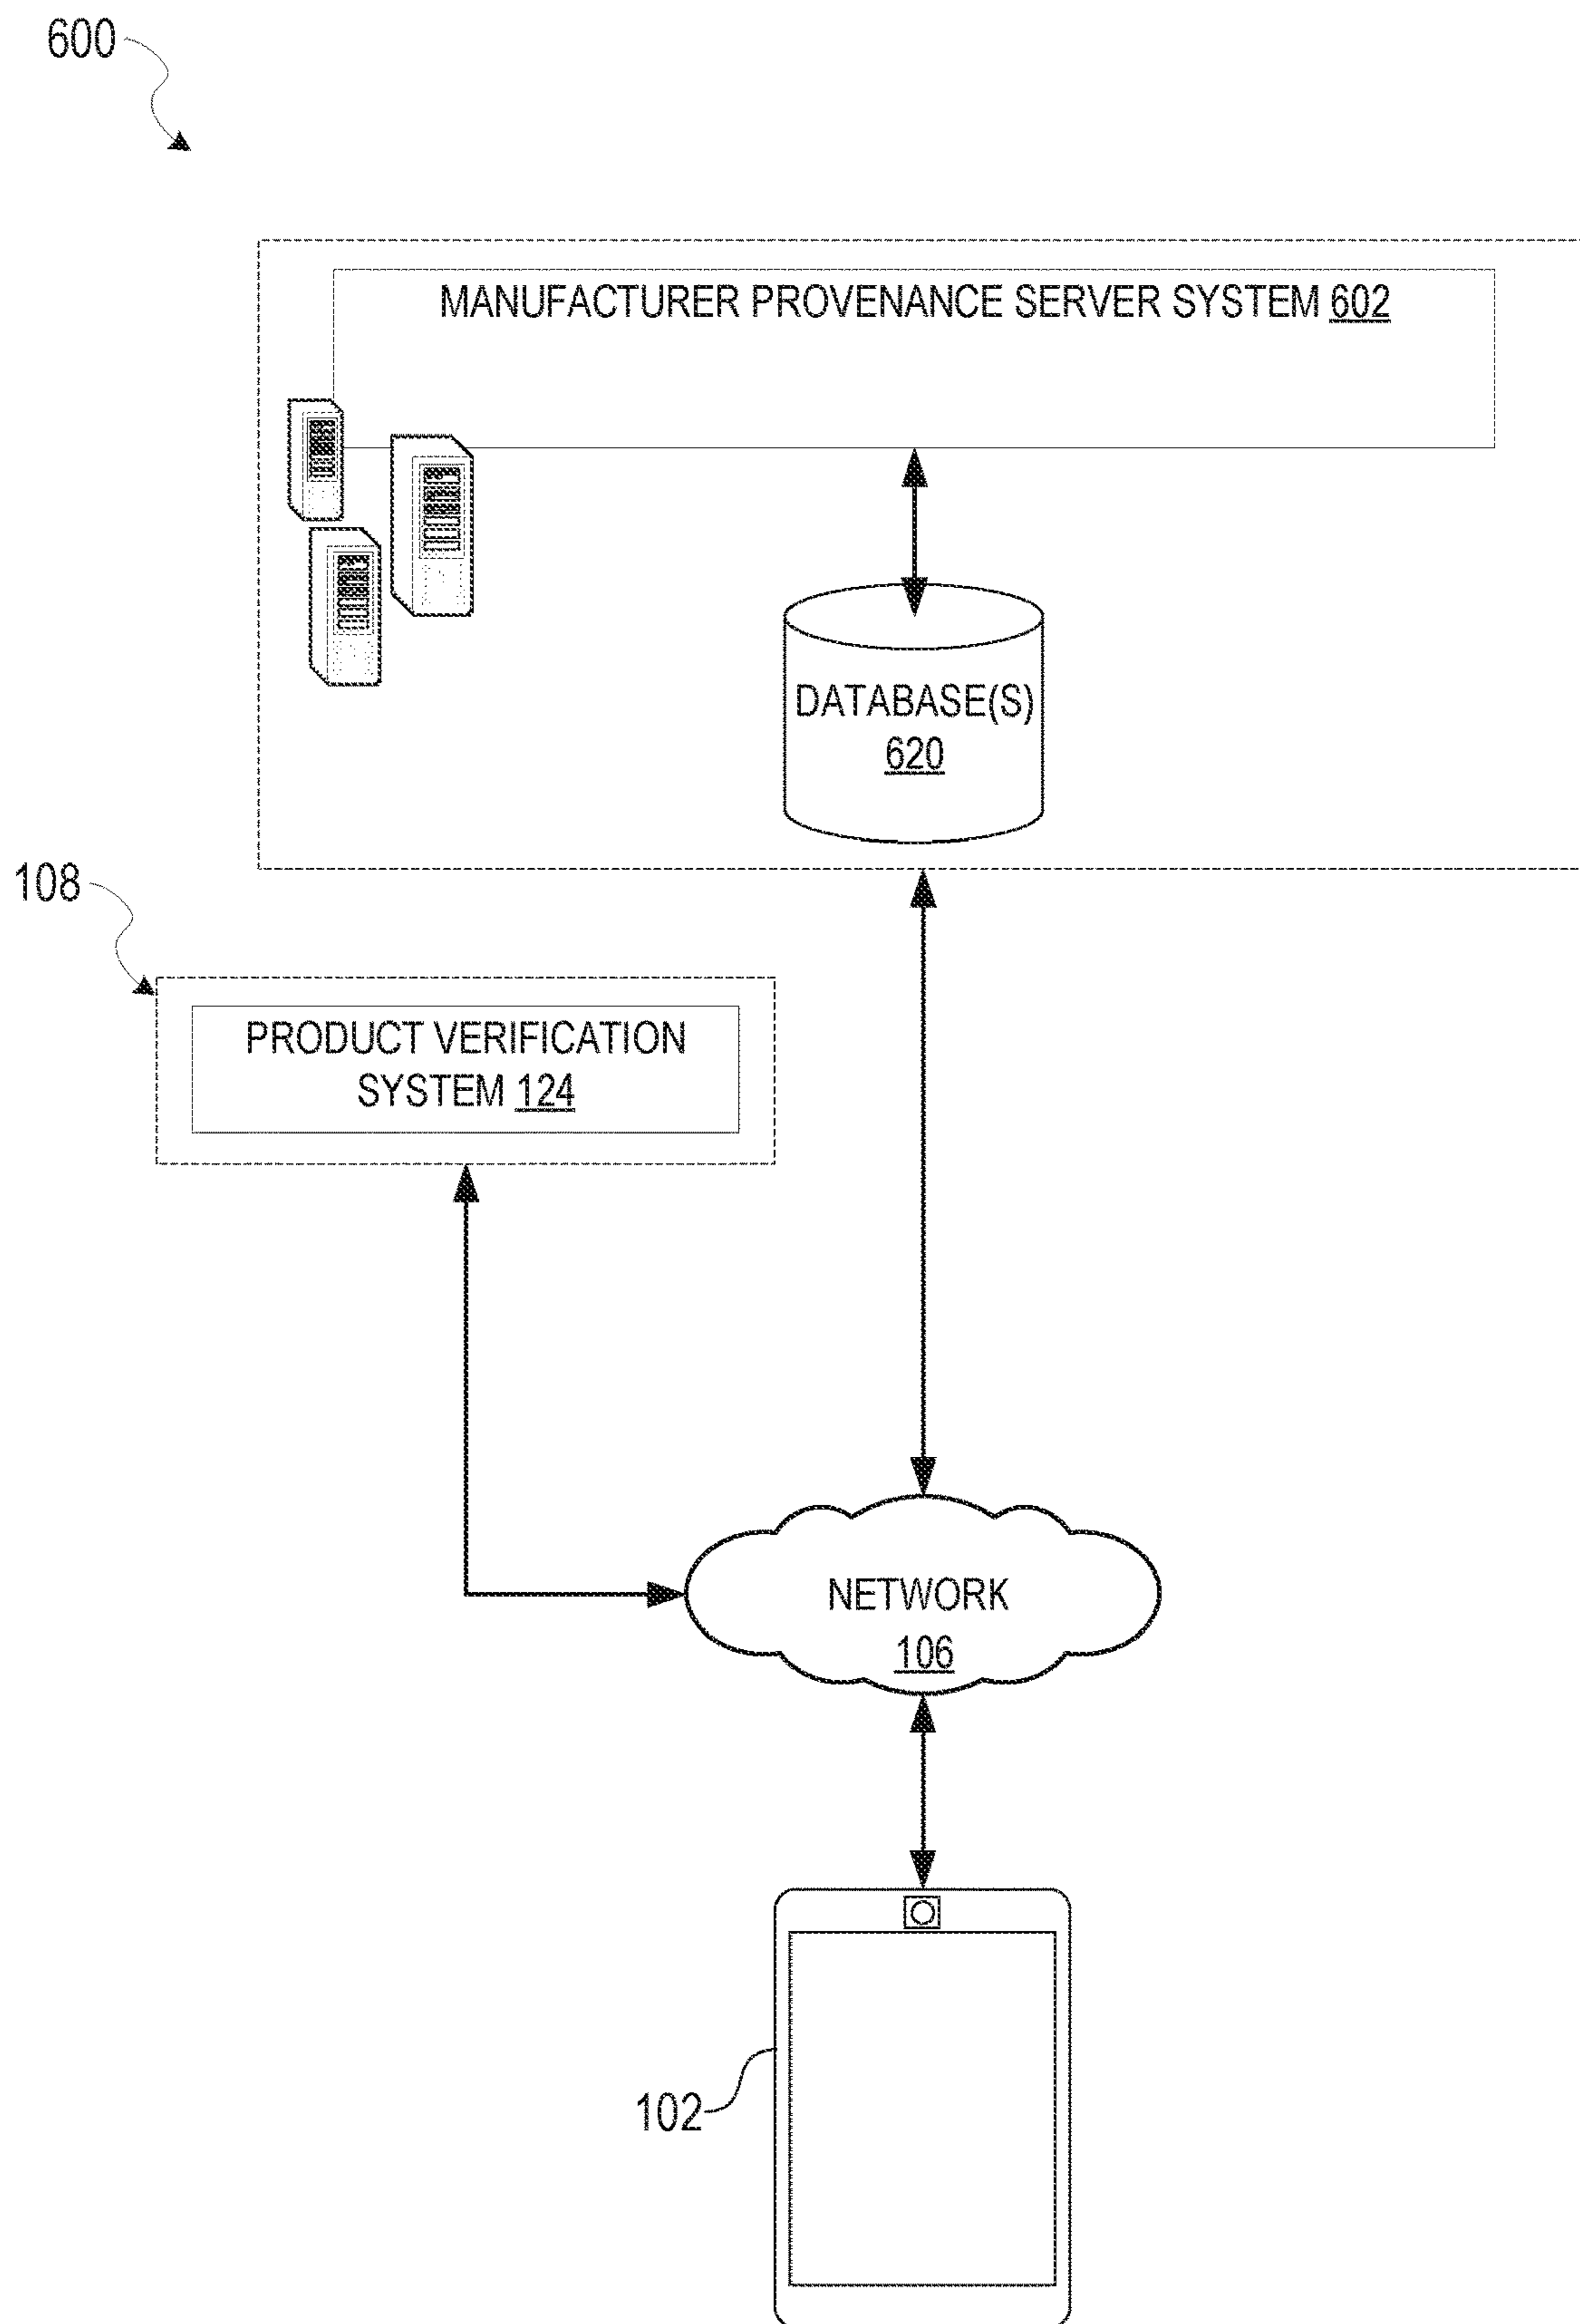 600
MANUFACTURER PROVENANCE SERVER SYSTEM 602
DATABASE(S)
620
108
PRODUCT VERIFICATION
SYSTEM 124
NETWORK
106
102